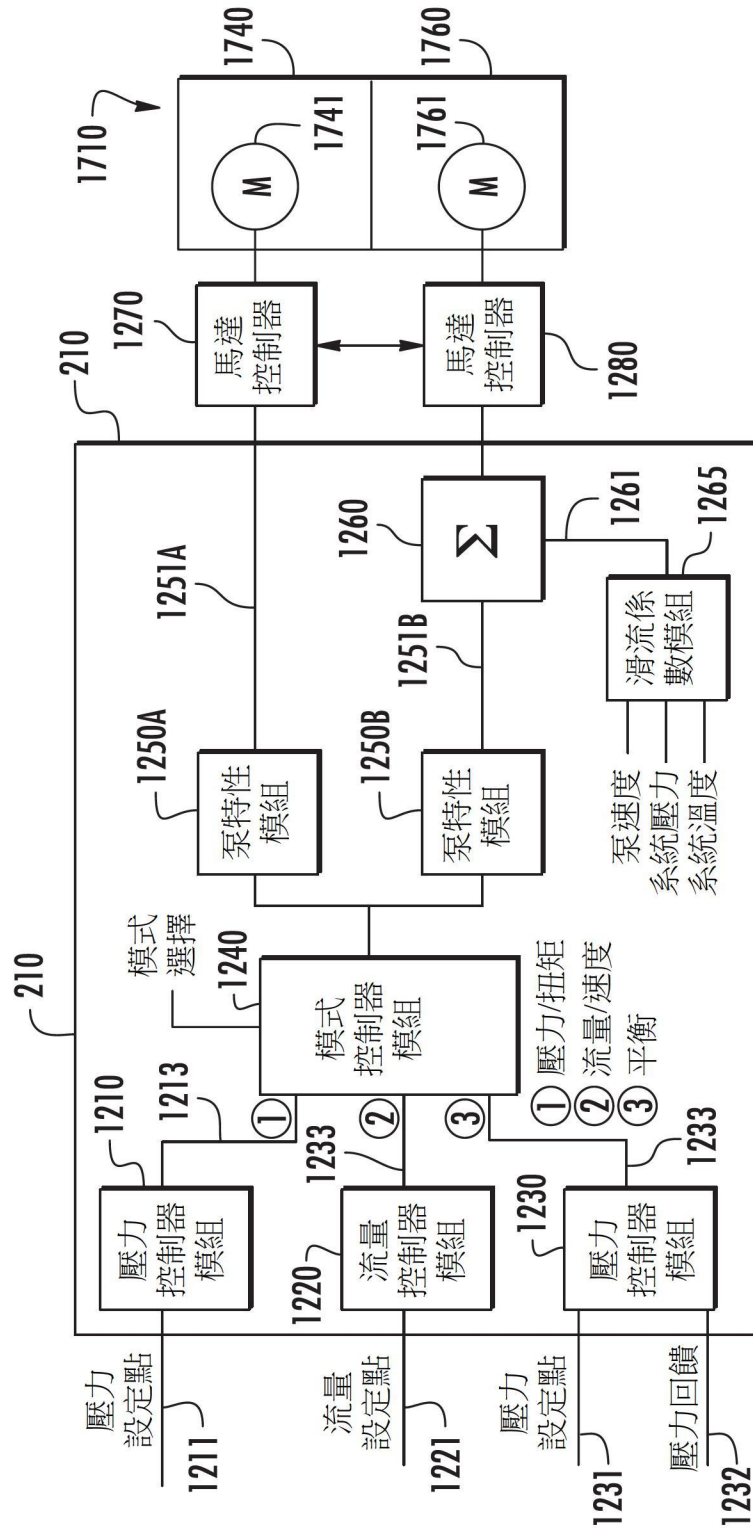 210
壓力
設定點
1211
1210
壓力
控制器
模組
1213
①
流量
設定點
1221
1220
流量
控制器
模組
1233
②
壓力
設定點
1231
壓力回饋
1232
1230
壓力
控制器
模組
1233
③
模式
選擇
1240
模式
控制器
模組
① 壓力/扭矩
② 流量/速度
③ 平衡
1250A
泵特性
模組
1251A
1250B
泵特性
模組
1251B
1260
Σ
1261
1265
滑流係
數模組
泵速度
系統壓力
系統溫度
210
1270
馬達
控制器
1280
馬達
控制器
1710
1740
M
1741
1760
M
1761